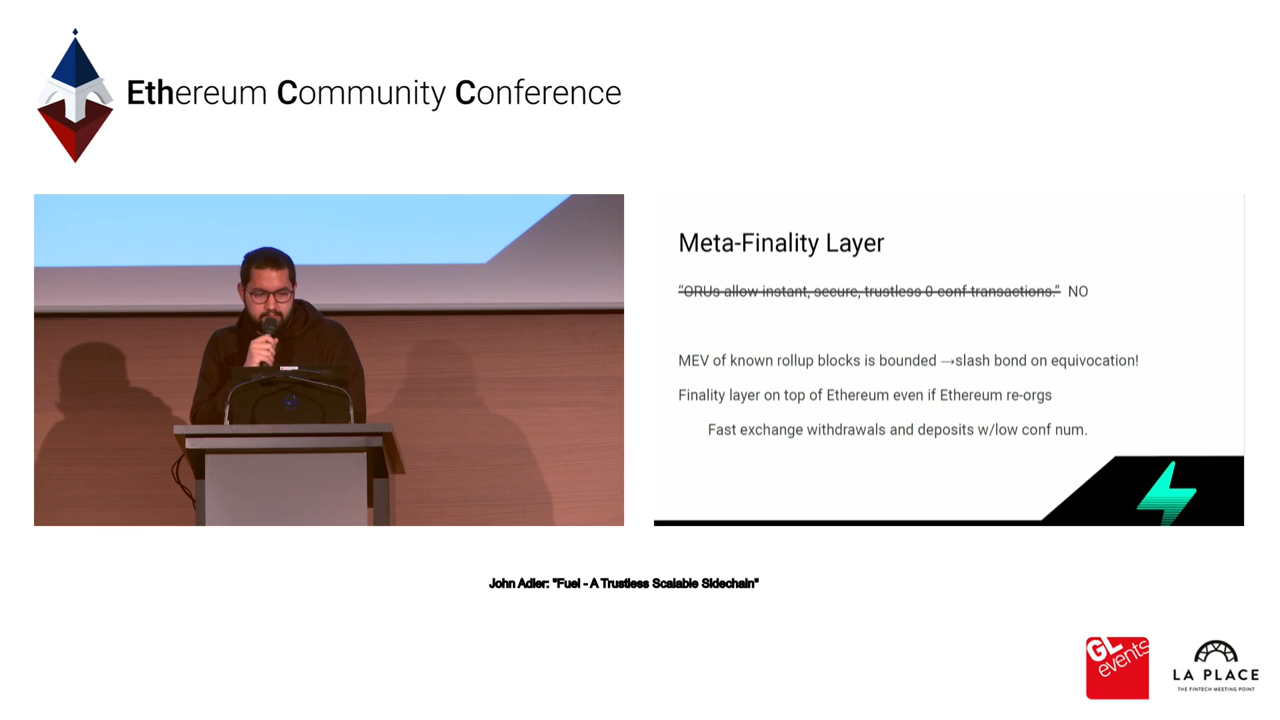 Ethereum Community Conference
Meta-Finality Layer
"ORUs allow instant, secure, trustless 0-conf transactions." NO
MEV of known rollup blocks is bounded →slash bond on equivocation!
Finality layer on top of Ethereum even if Ethereum re-orgs
Fast exchange withdrawals and deposits w/low conf num.
John Adler: "Fuel - A Trustless Scalable Sidechain"
GL
events
LA PLACE
THE FINTECH MEETING POINT